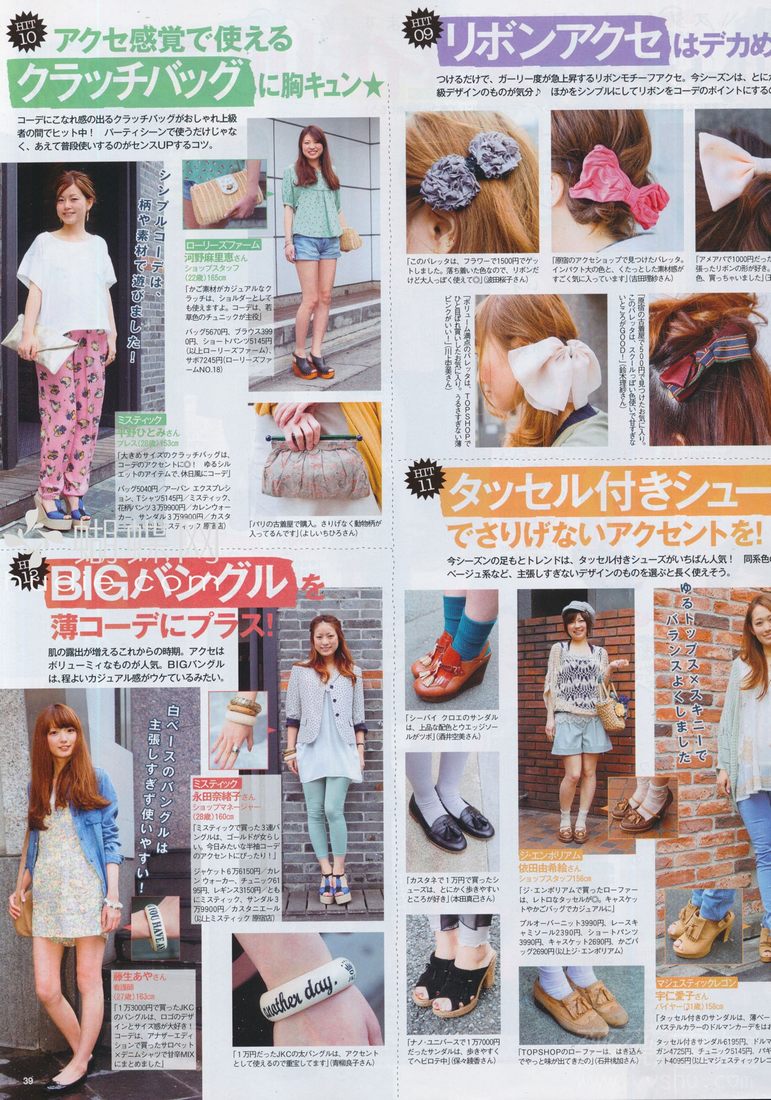 HIT 10
アクセ感覚で使える
クラッチバッグに胸キュン★
コーデにこなれ感の出るクラッチバッグがおしゃれ上級
者の間でヒット中！　パーティシーンで使うだけじゃな
く、あえて普段使いするのがセンスUPするコツ。
シンプルコーデは、
柄や素材で遊びました！
ローリーズファーム
河野麻里恵さん
ショップスタッフ
(22歳)165cm
「かご素材がカジュアルなク
ラッチは、ショルダーとして
も使えますよ。コーデは、若
草色のチュニックが主役」
バッグ5670円、ブラウス399
0円、ショートパンツ5145円
(以上ローリーズファーム)、
サボ7245円(ローリーズファ
ームNO.18)
ミスティック
平野ひとみさん
プレス(28歳)153cm
「大きめサイズのクラッチバッグは、
コーデのアクセントに◎！　ゆるシル
エットのアイテムで、休日風にコーデ」
バッグ5040円／アーバン エクスプレシ
ョン、Tシャツ5145円／ミスティック、
花柄パンツ3万9900円／カレンウォー
カー、サンダル3万9900円／カスタ
「パリの古着屋で購入。さりげなく動物柄が
入ってるんです」(よしいちひろさん)
HIT 09
リボンアクセはデカめ
つけるだけで、ガーリー度が急上昇するリボンモチーフアクセ。今シーズンは、とにか
級デザインのものが気分♪　ほかをシンプルにしてリボンをコーデのポイントにするの
「このバレッタは、フラワーで1500円でゲッ
トしました。落ち着いた色なので、リボンだ
けど大人っぽく使えて◎」(波田桜子さん)
「原宿のアクセショップで見つけたバレッタ。
インパクト大の色と、くたっとした素材感が
すごく気に入っています」(吉田理紗さん)
「アメアパで1000円だっ
張ったリボンの形が好き。
色、買っちゃいました」(王
「ボリューム満点のバレッタは、TOPSHOPで
ひと目ぼれ買いしたお気に入り。うるさすぎない薄
ピンクがいい！」
「原宿の古着屋で500円で見つけたお気に入り。
このバレッタは、スクールっぽい色使いで甘すぎな
いところがGOOD！」(鈴木理紗さん)
HIT 11
タッセル付きシュー
でさりげないアクセントを!
今シーズンの足もとトレンドは、タッセル付きシューズがいちばん人気！　同系色の
ベージュ系など、主張しすぎないデザインのものを選ぶと長く使えそう。
「シーバイ クロエのサンダル
は、上品な配色とウエッジソー
ルがツボ」(酒井空美さん)
「カスタネで1万円で買ったシ
ューズは、とにかく歩きやすい
ところが好き」(本田真己さん)
「ナノ・ユニバースで1万7000円
だったサンダルは、歩きやすく
てヘビロテ中」(保々綾香さん)
ジ・エンポリアム
依田由希絵さん
ショップスタッフ156cm
「ジ・エンポリアムで買ったローファー
は、レトロなタッセルが◎。キャスケッ
トやかごバッグでカジュアルに」
プルオーバーニット3990円、レースキ
ャミソール2390円、ショートパンツ
3990円、キャスケット2690円、かごバ
ッグ2690円(以上ジ・エンポリアム)
「TOPSHOPのローファーは、はき込ん
でやっと味が出てきたの」(石井桃加さん)
ゆるトップス×スキニーで
バランスよくしました
マジェスティックレゴン
宇仁愛子さん
バイヤー(31歳)158cm
「タッセル付きのサンダルは、薄ベー
パステルカラーのドルマンカーデをは
タッセル付きサンダル6195円、ドルマ
ガン4725円、チュニック5145円、パギ
ット4095円(以上マジェスティックレゴ
BIGバングルを
薄コーデにプラス!
肌の露出が増えるこれからの時期。アクセは
ボリューミィなものが人気。BIGバングル
は、程よいカジュアル感がウケているみたい。
白ベースのバングルは
主張しすぎず使いやすい!
ミスティック
永田奈緒子さん
ショップマネージャー
(28歳)160cm
「ミスティックで買った3連バ
ングルは、ゴールドが女らし
い。今日みたいな半袖コーデ
のアクセントにぴったり！」
ジャケット6万6150円／カレ
ン ウォーカー、チュニック61
95円、レギンス3150円／とも
にミスティック、サンダル3万
9900円／カスタニエール
(以上ミスティック 原宿店)
YOU HAVE A
藤生あやさん
看護師
(27歳)163cm
「1万3000円で買ったJKC
のバングルは、ロゴのデザ
インとサイズ感が大好き！
コーデは、アナザーエディ
ションで買ったサロペット
×デニムシャツで甘辛MIX
にまとめました」
another day.
「1万円だったJKCの太バングルは、アクセント
として使えるので重宝してます」(青柳良子さん)
39